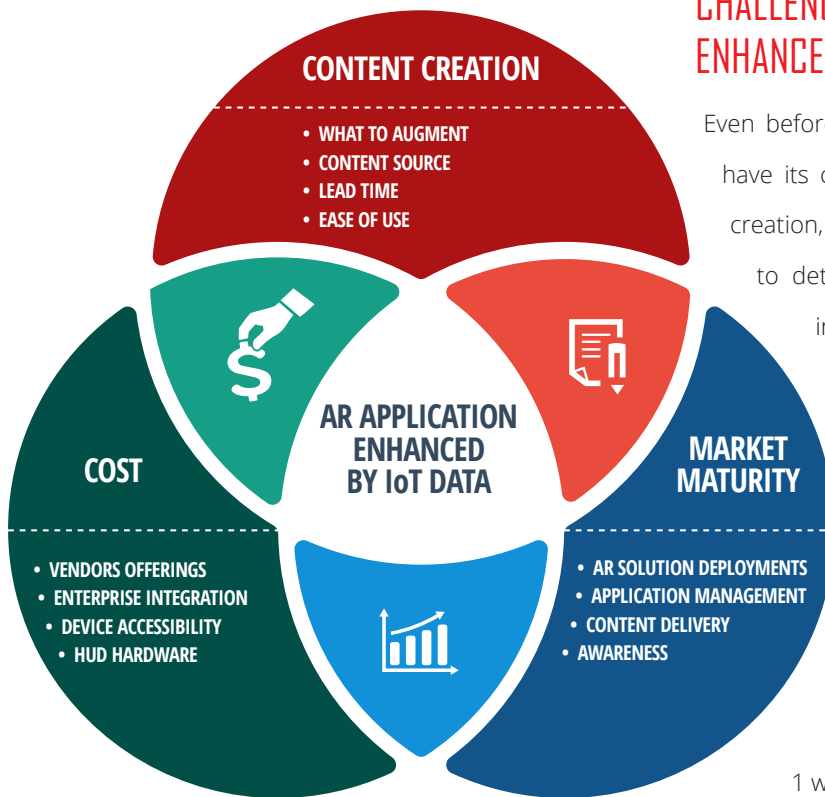 CONTENT CREATION
• WHAT TO AUGMENT
• CONTENT SOURCE
• LEAD TIME
• EASE OF USE
AR APPLICATION
ENHANCED
BY IoT DATA
COST
• VENDORS OFFERINGS
• ENTERPRISE INTEGRATION
• DEVICE ACCESSIBILITY
• HUD HARDWARE
MARKET
MATURITY
• AR SOLUTION DEPLOYMENTS
• APPLICATION MANAGEMENT
• CONTENT DELIVERY
• AWARENESS
ENHANCE
Even before
have its
creation,
to
1